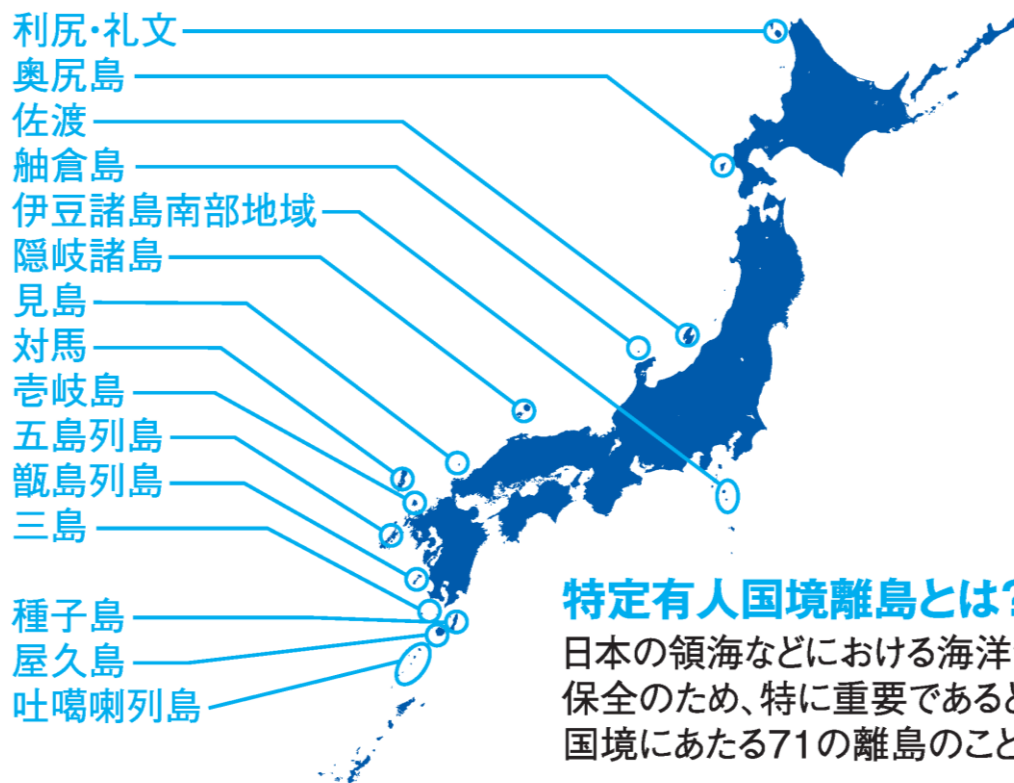 利尻・礼文
奥尻島
佐渡
舳倉島
伊豆諸島南部地域
隠岐諸島
見島
対馬
壱岐島
五島列島
甑島列島
三島
種子島
屋久島
吐噶喇列島
特定有人国境離島とは?
日本の領海などにおける海洋
保全のため、特に重要であると
国境にあたる71の離島のこと